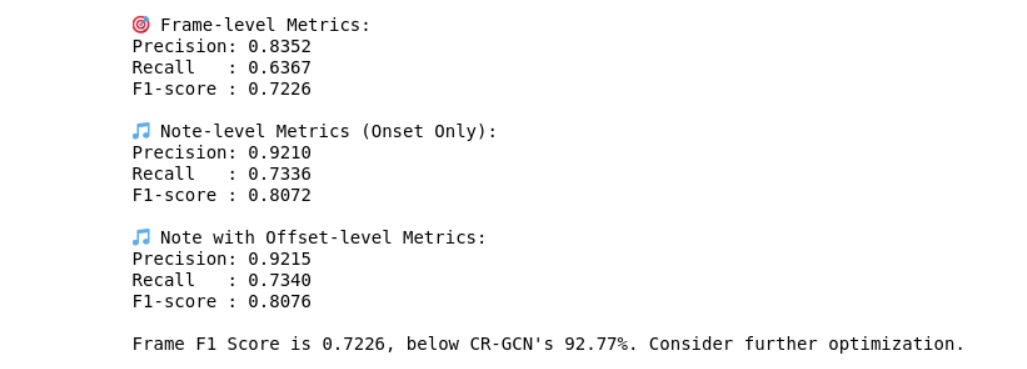 🎯 Frame-level Metrics:
Precision: 0.8352
Recall   : 0.6367
F1-score : 0.7226
🎵 Note-level Metrics (Onset Only):
Precision: 0.9210
Recall   : 0.7336
F1-score : 0.8072
🎵 Note with Offset-level Metrics:
Precision: 0.9215
Recall   : 0.7340
F1-score : 0.8076
Frame F1 Score is 0.7226, below CR-GCN's 92.77%. Consider further optimization.